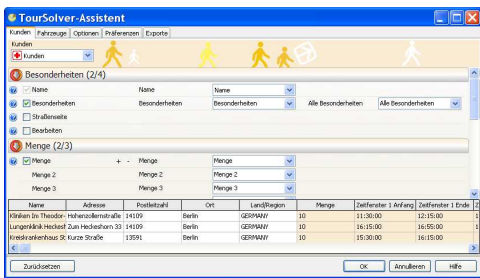 TourSolver-Assistent
Kunden Fahrzeuge Optionen Präferenzen Exporte
Kunden
Kunden
Besonderheiten (2/4)
Name Name Name
Besonderheiten Besonderheiten Besonderheiten Alle Besonderheiten Alle Besonderheiten
Straßenseite
Bearbeiten
Menge (2/3)
Menge + - Menge Menge
Menge 2 Menge 2 Menge 2
Menge 3 Menge 3 Menge 3
Name Adresse Postleitzahl Ort Land/Region Menge Zeitfenster 1 Anfang Zeitfenster 1 Ende Z
Kliniken Im Theodor- Hohenzollernstraße 14109 Berlin GERMANY 10 11:30:00 12:15:00 1
Lungenklinik Heckesh Zum Heckeshorn 33 14109 Berlin GERMANY 10 16:15:00 16:55:00 1
Kreiskrankenhaus St Kurze Straße 13591 Berlin GERMANY 10 15:30:00 16:15:00
Zurücksetzen OK Annullieren Hilfe